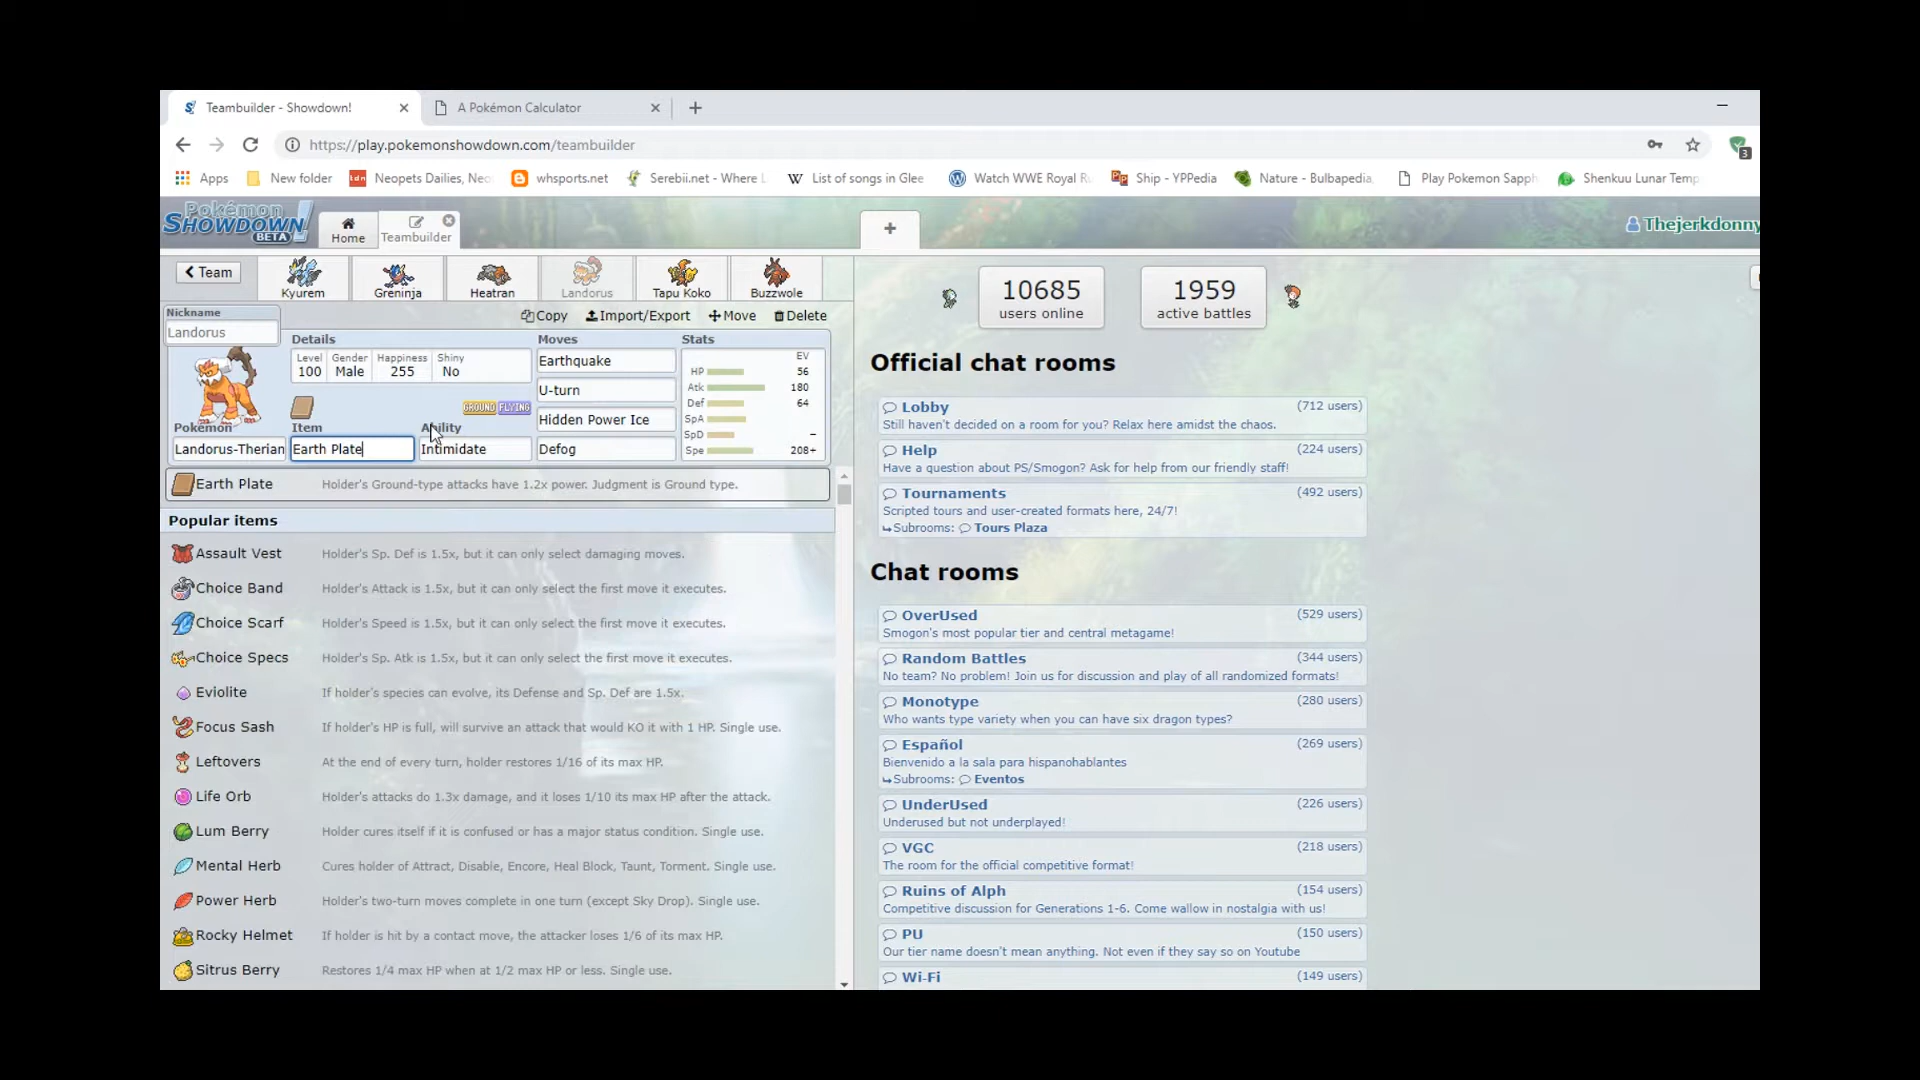 Teambuilder - Showdown!
A Pokémon Calculator
https://play.pokemonshowdown.com/teambuilder
3
Apps
New folder
Neopets Dailies, Neo
whsports.net
Serebii.net - Where L
List of songs in Glee
Watch WWE Royal Ru
Ship - YPPedia
Nature - Bulbapedia,
Play Pokemon Sapph
Shenkuu Lunar Temp
Pokémon
SHOWDOWN!
BETA
Home
Teambuilder
+
Thejerkdonny
Team
Kyurem
Greninja
Heatran
Landorus
Tapu Koko
Buzzwole
Nickname
Landorus
Copy
Import/Export
Move
Delete
Details
Level
100
Gender
Male
Happiness
255
Shiny
No
GROUND FLYING
Pokémon
Landorus-Therian
Item
Earth Plate
Ability
Intimidate
Moves
Earthquake
U-turn
Hidden Power Ice
Defog
Stats
EV
HP 56
Atk 180
Def 64
SpA
SpD –
Spe 208+
Earth Plate Holder's Ground-type attacks have 1.2x power. Judgment is Ground type.
Popular items
Assault Vest Holder's Sp. Def is 1.5x, but it can only select damaging moves.
Choice Band Holder's Attack is 1.5x, but it can only select the first move it executes.
Choice Scarf Holder's Speed is 1.5x, but it can only select the first move it executes.
Choice Specs Holder's Sp. Atk is 1.5x, but it can only select the first move it executes.
Eviolite If holder's species can evolve, its Defense and Sp. Def are 1.5x.
Focus Sash If holder's HP is full, will survive an attack that would KO it with 1 HP. Single use.
Leftovers At the end of every turn, holder restores 1/16 of its max HP.
Life Orb Holder's attacks do 1.3x damage, and it loses 1/10 its max HP after the attack.
Lum Berry Holder cures itself if it is confused or has a major status condition. Single use.
Mental Herb Cures holder of Attract, Disable, Encore, Heal Block, Taunt, Torment. Single use.
Power Herb Holder's two-turn moves complete in one turn (except Sky Drop). Single use.
Rocky Helmet If holder is hit by a contact move, the attacker loses 1/6 of its max HP.
Sitrus Berry Restores 1/4 max HP when at 1/2 max HP or less. Single use.
10685
users online
1959
active battles
Official chat rooms
Lobby (712 users)
Still haven't decided on a room for you? Relax here amidst the chaos.
Help (224 users)
Have a question about PS/Smogon? Ask for help from our friendly staff!
Tournaments (492 users)
Scripted tours and user-created formats here, 24/7!
Subrooms: Tours Plaza
Chat rooms
OverUsed (529 users)
Smogon's most popular tier and central metagame!
Random Battles (344 users)
No team? No problem! Join us for discussion and play of all randomized formats!
Monotype (280 users)
Who wants type variety when you can have six dragon types?
Español (269 users)
Bienvenido a la sala para hispanohablantes
Subrooms: Eventos
UnderUsed (226 users)
Underused but not underplayed!
VGC (218 users)
The room for the official competitive format!
Ruins of Alph (154 users)
Competitive discussion for Generations 1-6. Come wallow in nostalgia with us!
PU (150 users)
Our tier name doesn't mean anything. Not even if they say so on Youtube
Wi-Fi (149 users)